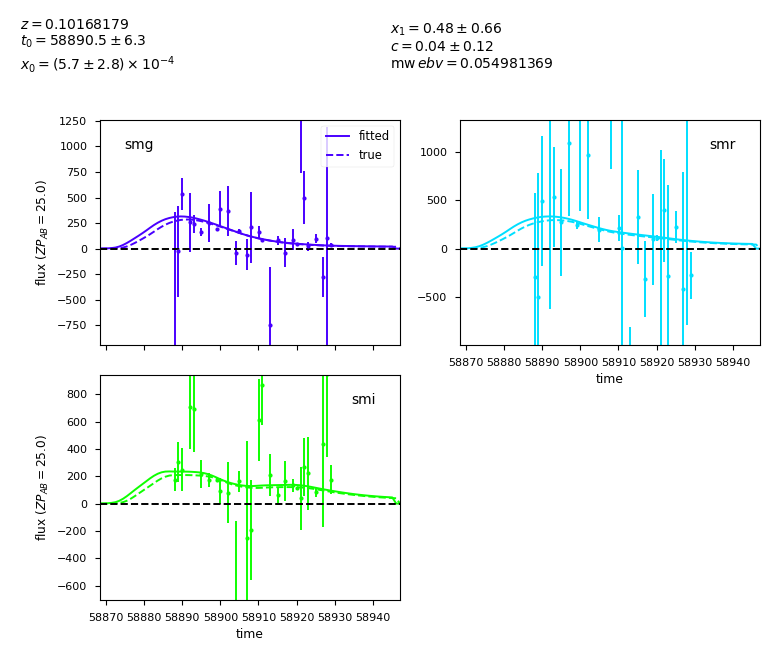 z = 0.10168179
t₀ = 58890.5 ± 6.3
x₀ = (5.7 ± 2.8) × 10⁻⁴
x₁ = 0.48 ± 0.66
c = 0.04 ± 0.12
mw ebv = 0.054981369
smg
fitted
true
1250
1000
750
500
250
0
−250
−500
−750
flux (ZP_AB = 25.0)
smr
1000
500
0
−500
58870 58880 58890 58900 58910 58920 58930 58940
time
smi
800
600
400
200
0
−200
−400
−600
flux (ZP_AB = 25.0)
58870 58880 58890 58900 58910 58920 58930 58940
time